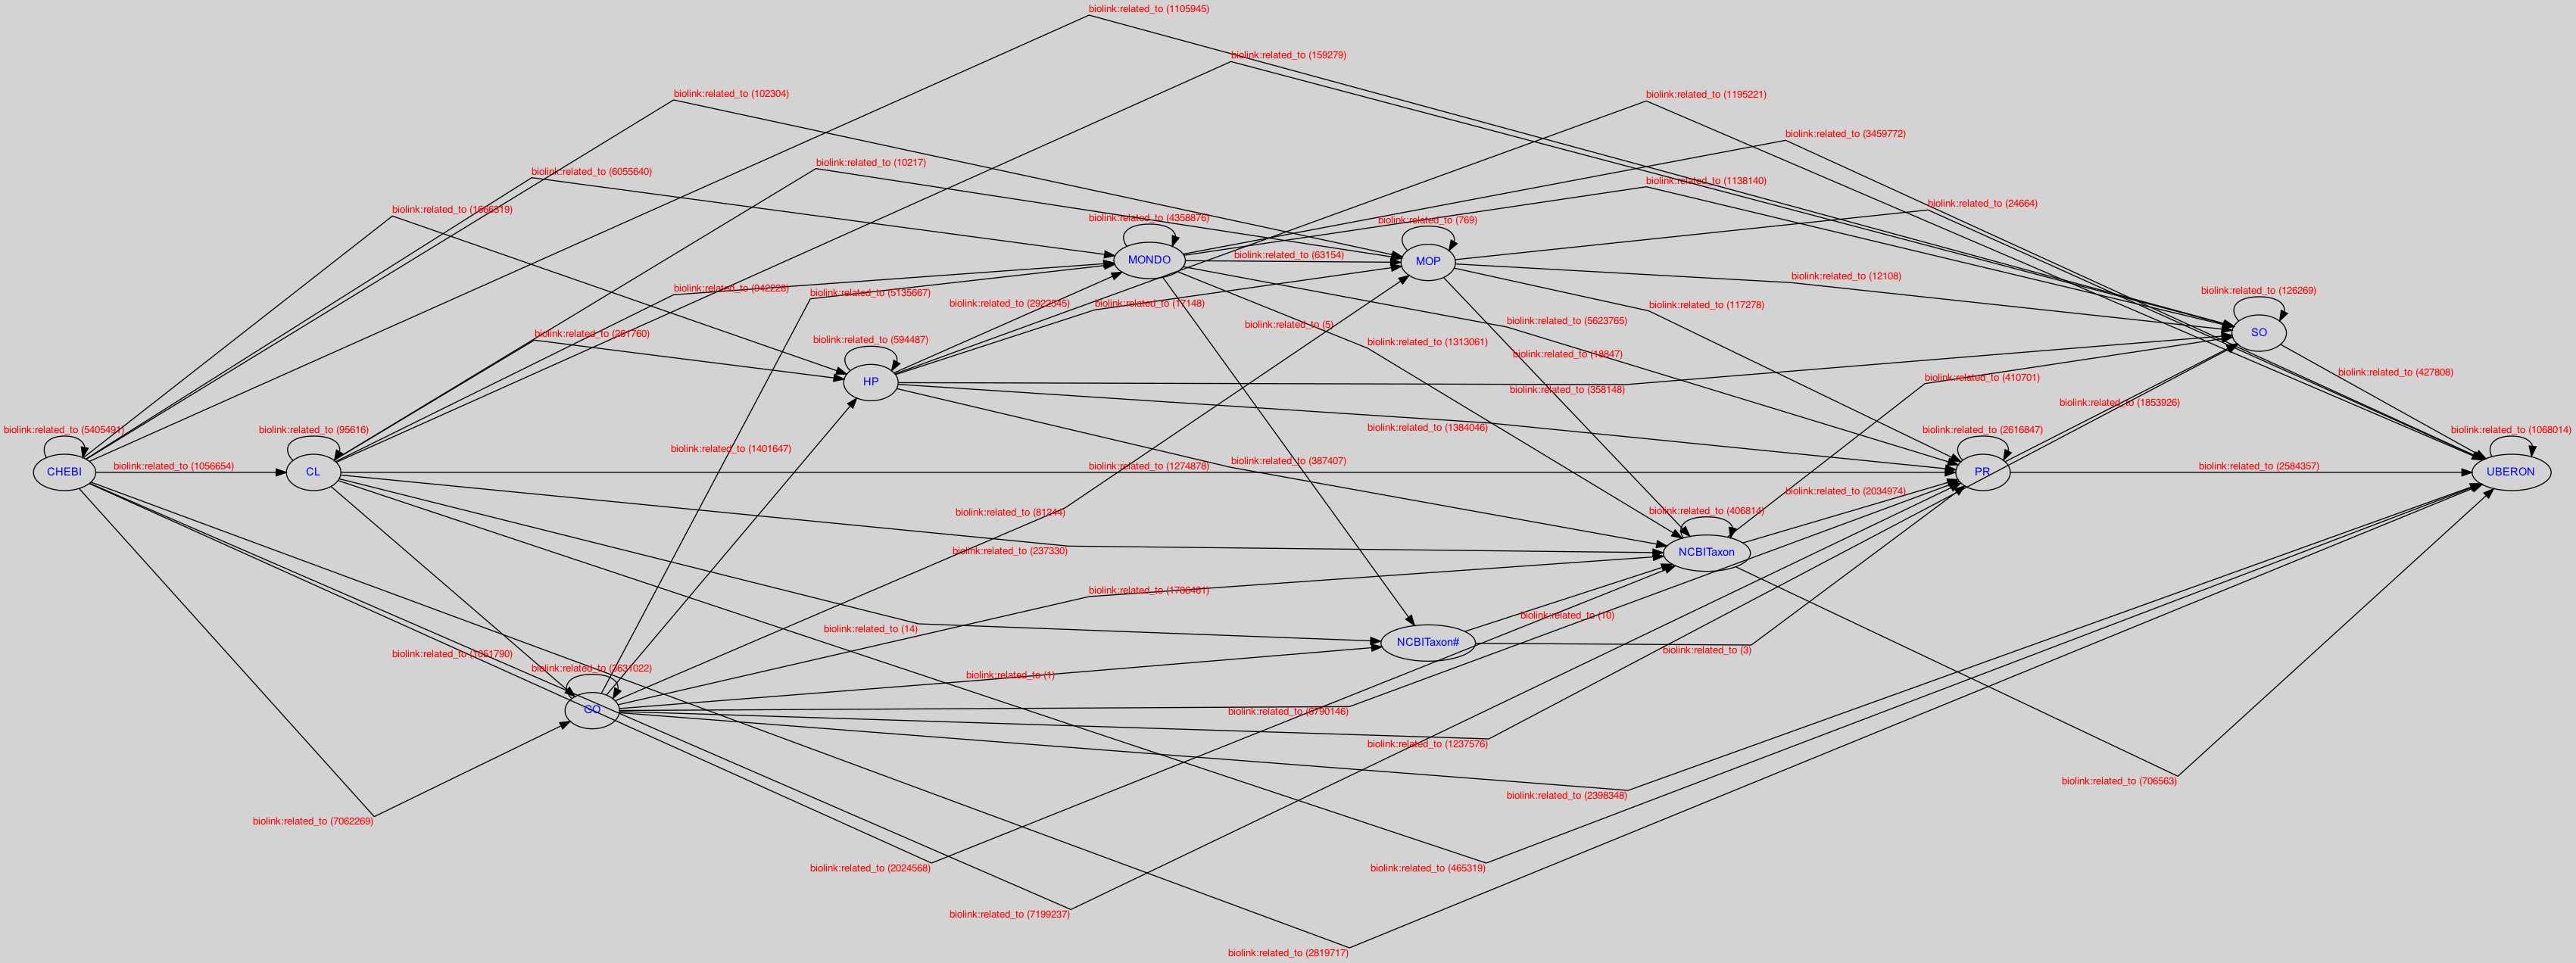 biolink:related_to (1105945)
biolink:related_to (159279)
biolink:related_to (102304)
biolink:related_to (1195221)
biolink:related_to (3459772)
biolink:related_to (10217)
biolink:related_to (6055640)
biolink:related_to (1138140)
biolink:related_to (24664)
biolink:related_to (1666319)
biolink:related_to (4358876)
biolink:related_to (769)
biolink:related_to (63154)
MONDO
MOP
biolink:related_to (12108)
biolink:related_to (942228)
biolink:related_to (5135667)
biolink:related_to (126269)
biolink:related_to (2922345)
biolink:related_to (17148)
biolink:related_to (117278)
biolink:related_to (5)
biolink:related_to (5623765)
biolink:related_to (261760)
biolink:related_to (594487)
SO
biolink:related_to (1313061)
biolink:related_to (18847)
biolink:related_to (427808)
HP
biolink:related_to (410701)
biolink:related_to (358148)
biolink:related_to (1853926)
biolink:related_to (5405491)
biolink:related_to (95616)
biolink:related_to (1384046)
biolink:related_to (2616847)
biolink:related_to (1068014)
biolink:related_to (1401647)
biolink:related_to (387407)
CHEBI
biolink:related_to (1056654)
CL
biolink:related_to (1274878)
PR
biolink:related_to (2584357)
UBERON
biolink:related_to (2034974)
biolink:related_to (81244)
biolink:related_to (406814)
biolink:related_to (237330)
NCBITaxon
biolink:related_to
biolink:related_to (10)
biolink:related_to (14)
NCBITaxon#
biolink:related_to (3)
biolink:related_to (1051790)
biolink:related_to (3631022)
biolink:related_to (1)
GO
biolink:related_to (6790146)
biolink:related_to (1237576)
biolink:related_to (706563)
biolink:related_to (2398348)
biolink:related_to (7062269)
biolink:related_to (2024568)
biolink:related_to (465319)
biolink:related_to (7199237)
biolink:related_to (2819717)